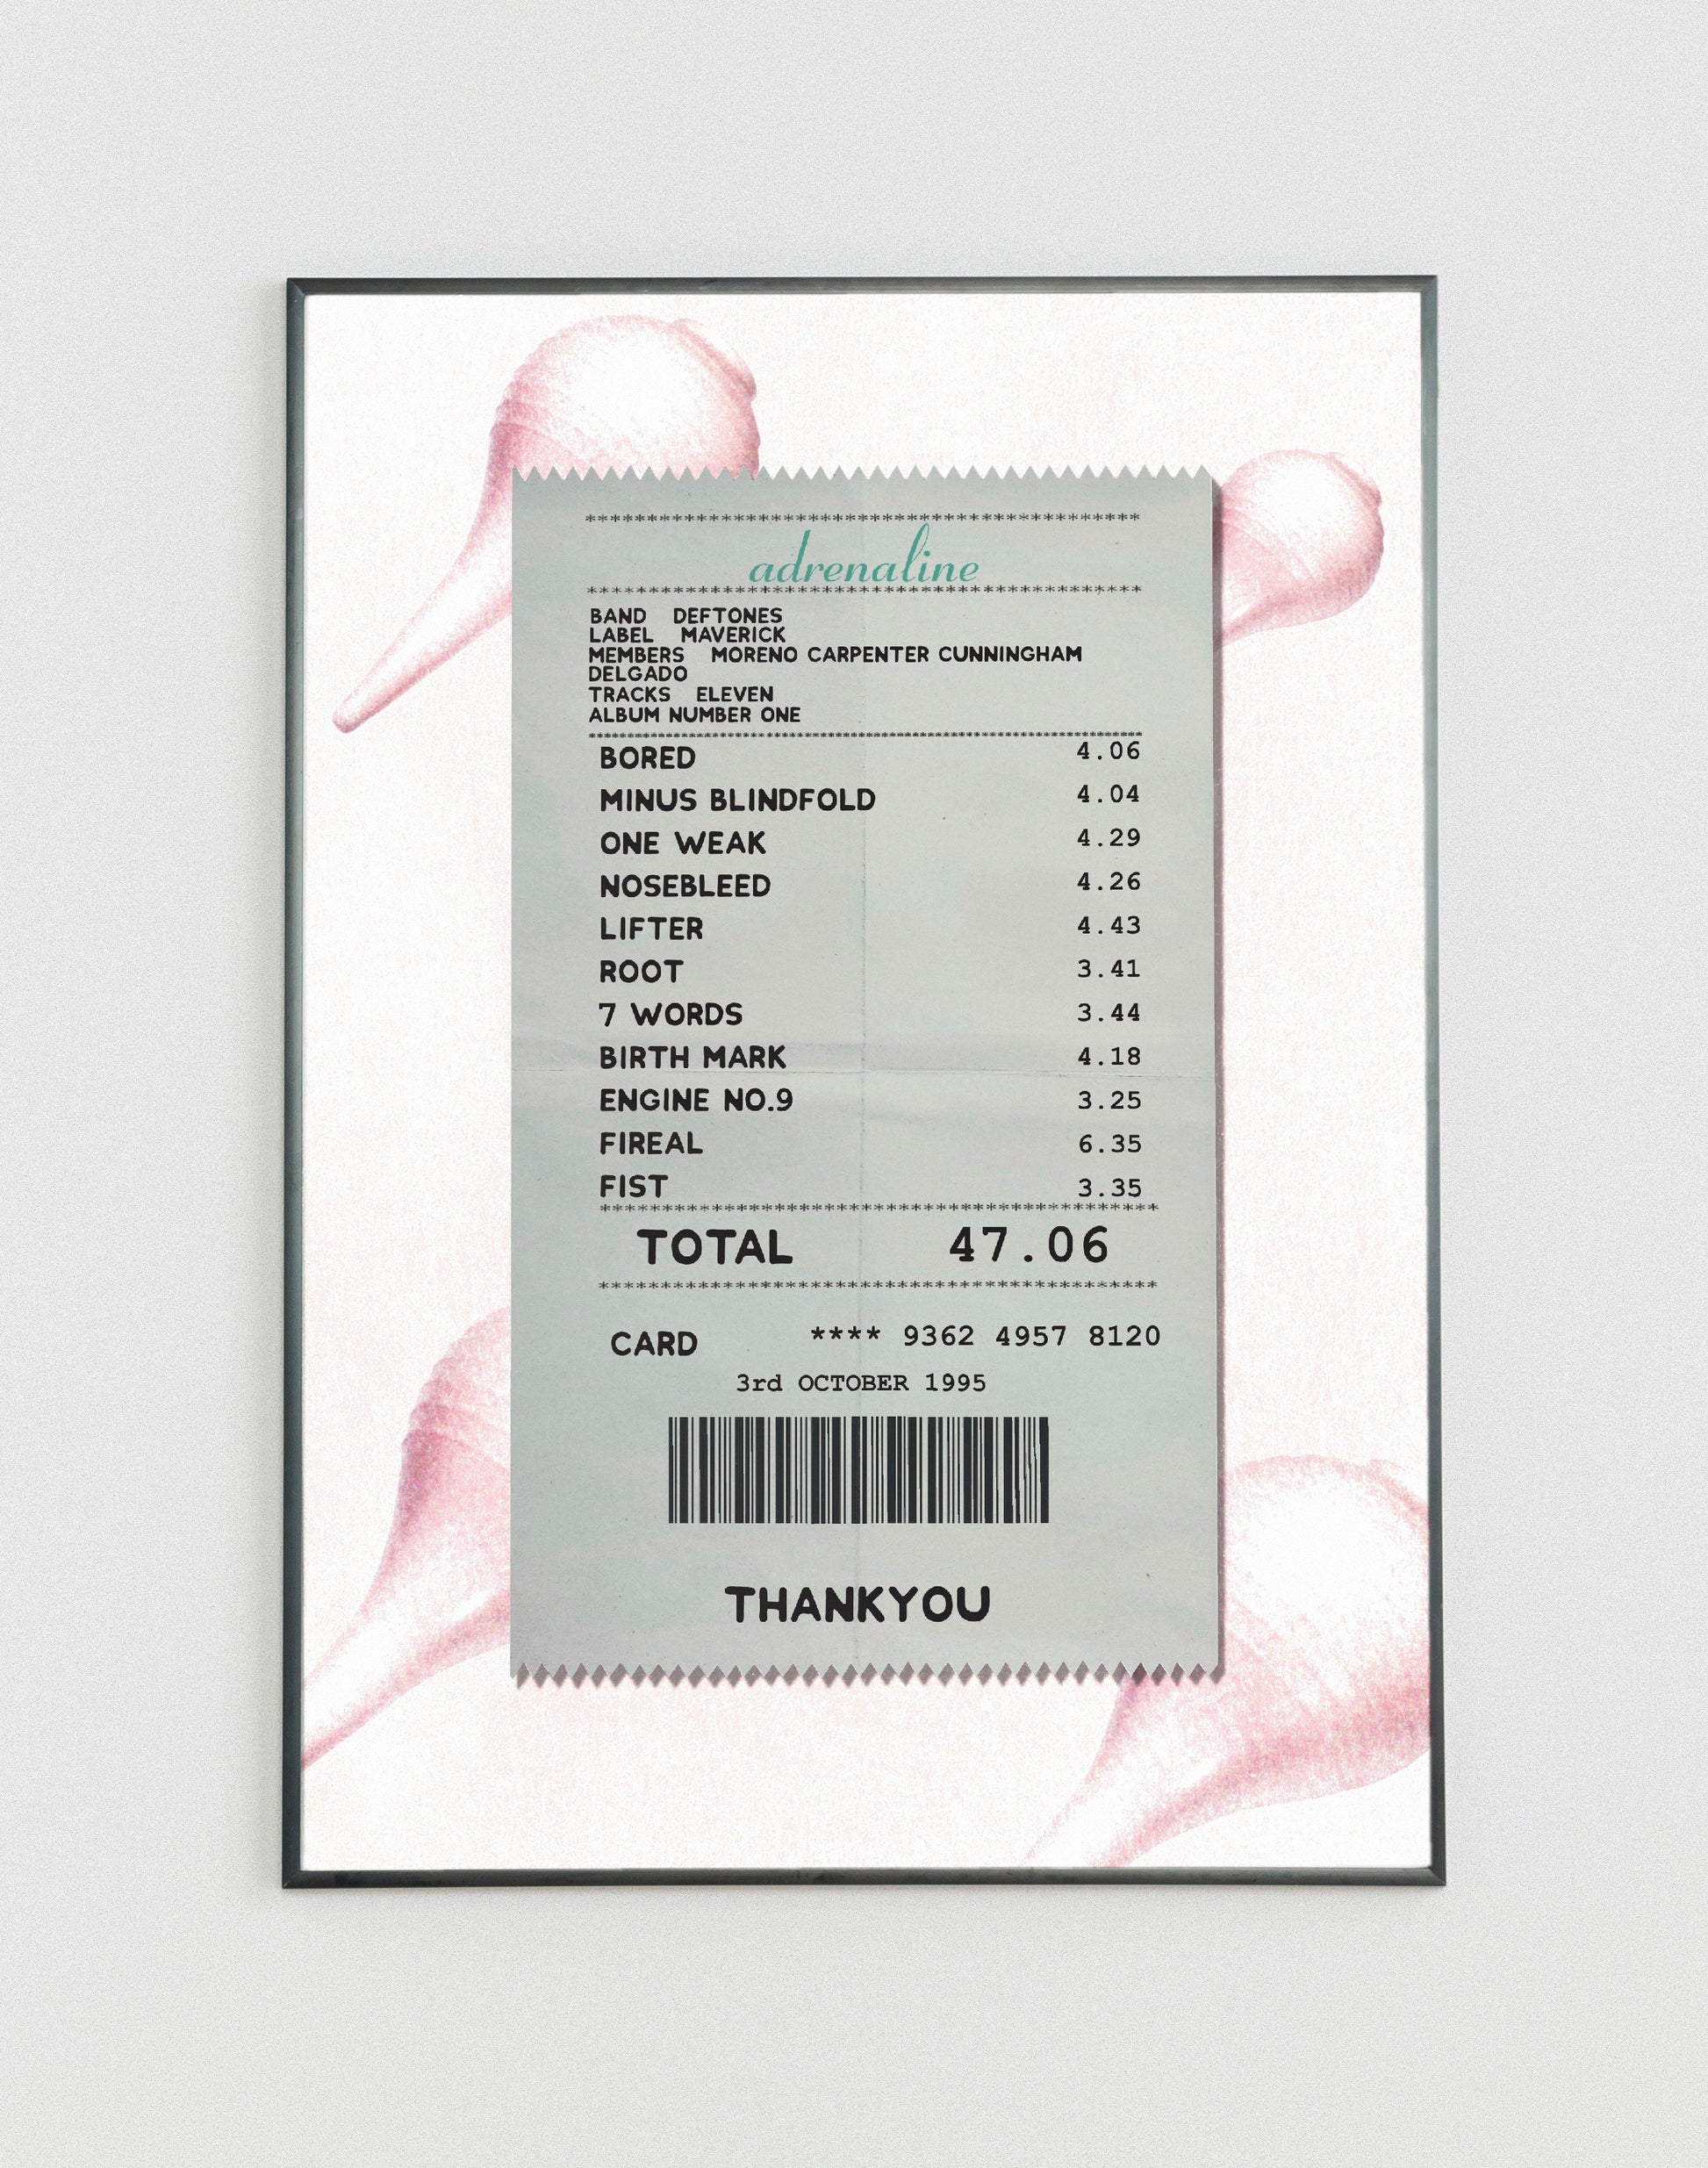 ********************************************
adrenaline
********************************************
BAND DEFTONES
LABEL MAVERICK
MEMBERS MORENO CARPENTER CUNNINGHAM
DELGADO
TRACKS ELEVEN
ALBUM NUMBER ONE
BORED 4.06
MINUS BLINDFOLD 4.04
ONE WEAK 4.29
NOSEBLEED 4.26
LIFTER 4.43
ROOT 3.41
7 WORDS 3.44
BIRTH MARK 4.18
ENGINE NO.9 3.25
FIREAL 6.35
FIST 3.35
********************************************
TOTAL 47.06
********************************************
CARD **** 9362 4957 8120
3rd OCTOBER 1995
THANKYOU